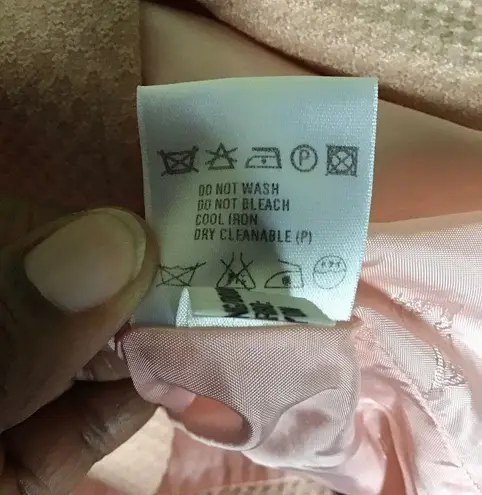 P
DO NOT WASH
DO NOT BLEACH
COOL IRON
DRY CLEANABLE (P)